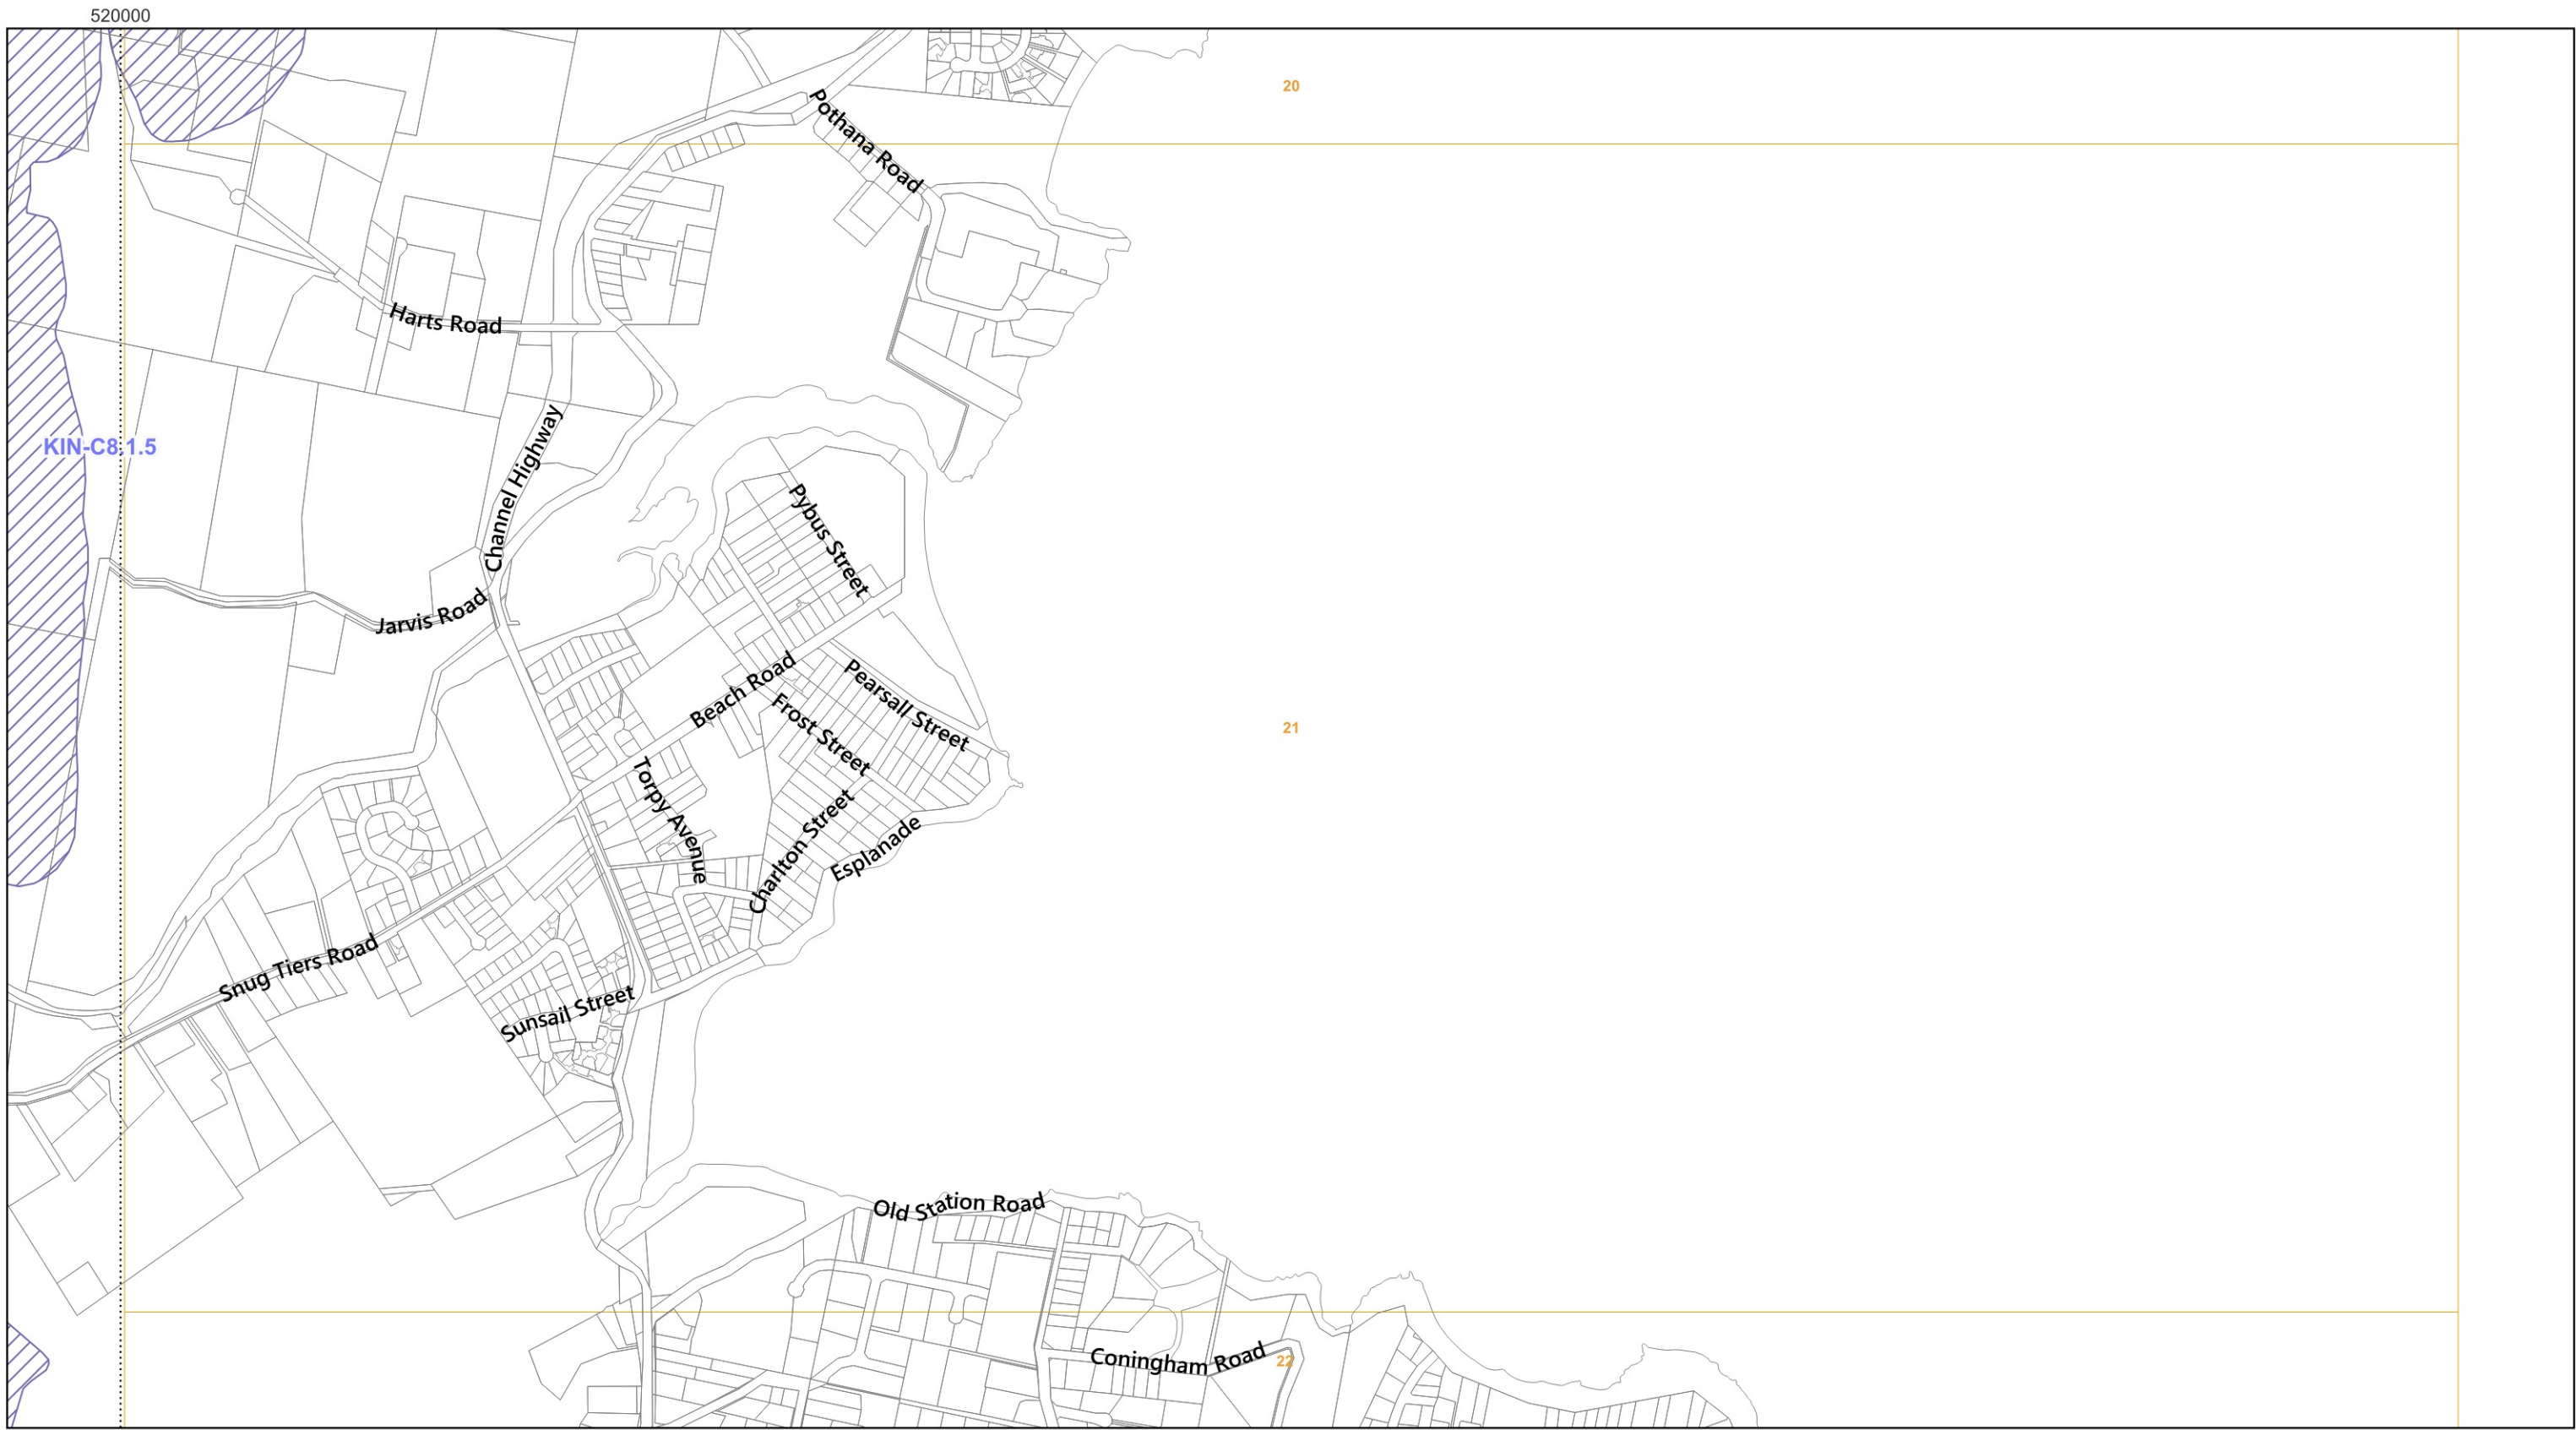 520000
20
Pothana Road
Harts Road
KIN-C8.1.5
Channel Highway
Pybus Street
Jarvis Road
Beach Road
Pearsall Street
Frost Street
21
Torpy Avenue
Charlton Street
Esplanade
Snug Tiers Road
Sunsail Street
Old Station Road
Coningham Road
22